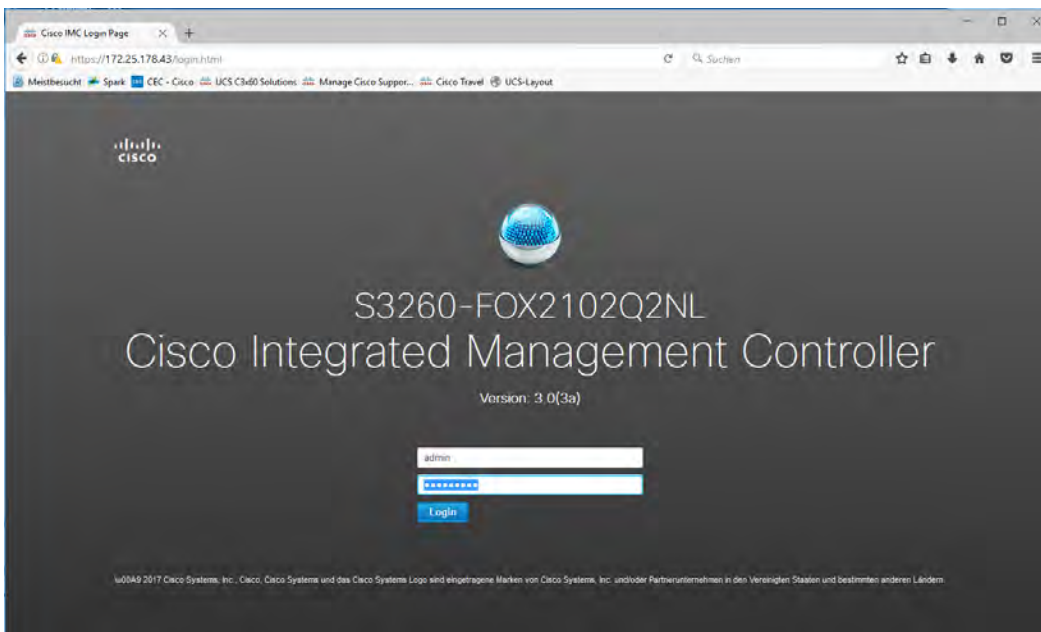 Cisco IMC Login Page
https://172.25.178.43/login.html
Suchen
Meistbesucht Spark CEC - Cisco UCS C3x60 Solutions Manage Cisco Suppor... Cisco Travel UCS-Layout
CISCO
S3260-FOX2102Q2NL
Cisco Integrated Management Controller
Version: 3.0(3a)
admin
Login
\u00A9 2017 Cisco Systems, Inc., Cisco, Cisco Systems und das Cisco Systems Logo sind eingetragene Marken von Cisco Systems, Inc. und/oder Partnerunternehmen in den Vereinigten Staaten und bestimmten anderen Ländern.